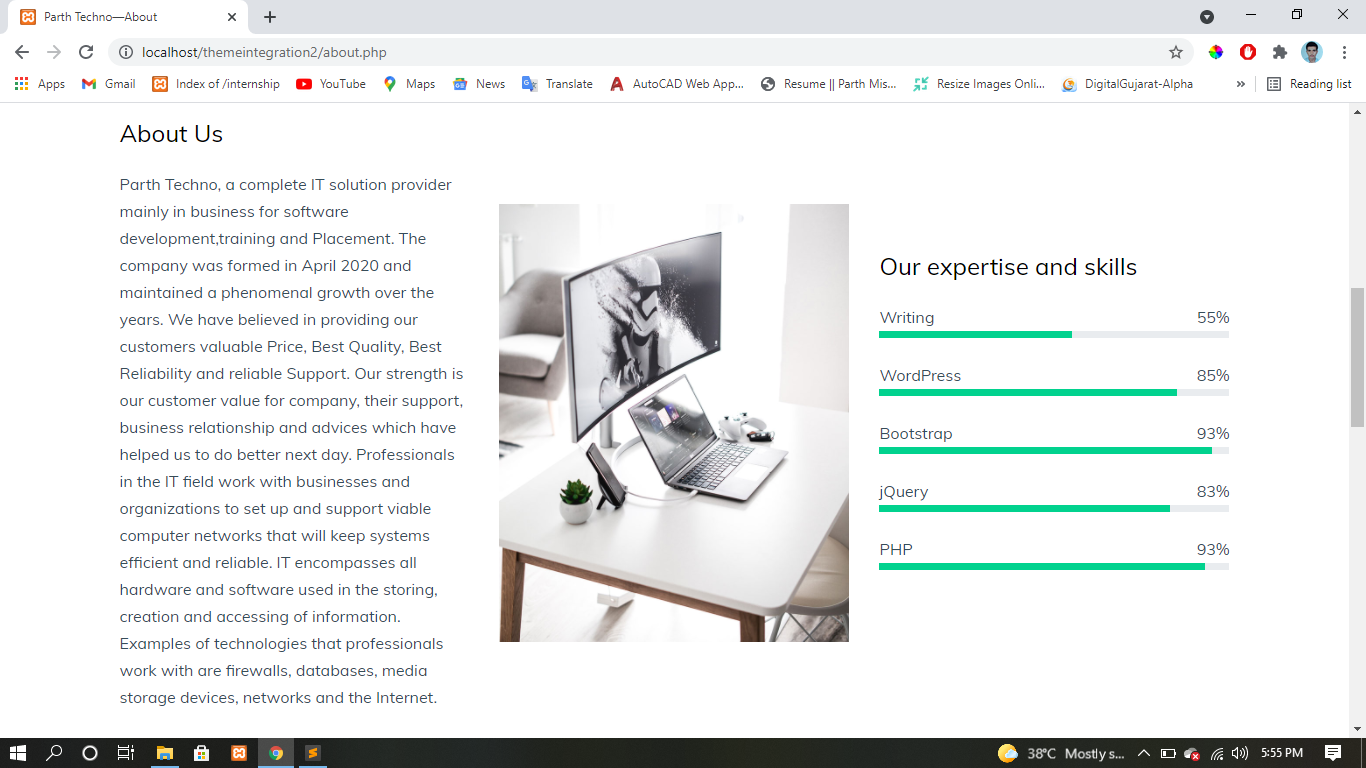 Parth Techno—About
localhost/themeintegration2/about.php
Apps
Gmail
Index of /internship
YouTube
Maps
News
Translate
AutoCAD Web App...
Resume || Parth Mis...
Resize Images Onli...
DigitalGujarat-Alpha
»
Reading list
About Us
Parth Techno, a complete IT solution provider
mainly in business for software
development,training and Placement. The
company was formed in April 2020 and
maintained a phenomenal growth over the
years. We have believed in providing our
customers valuable Price, Best Quality, Best
Reliability and reliable Support. Our strength is
our customer value for company, their support,
business relationship and advices which have
helped us to do better next day. Professionals
in the IT field work with businesses and
organizations to set up and support viable
computer networks that will keep systems
efficient and reliable. IT encompasses all
hardware and software used in the storing,
creation and accessing of information.
Examples of technologies that professionals
work with are firewalls, databases, media
storage devices, networks and the Internet.
Our expertise and skills
Writing 55%
WordPress 85%
Bootstrap 93%
jQuery 83%
PHP 93%
38°C Mostly s...
5:55 PM